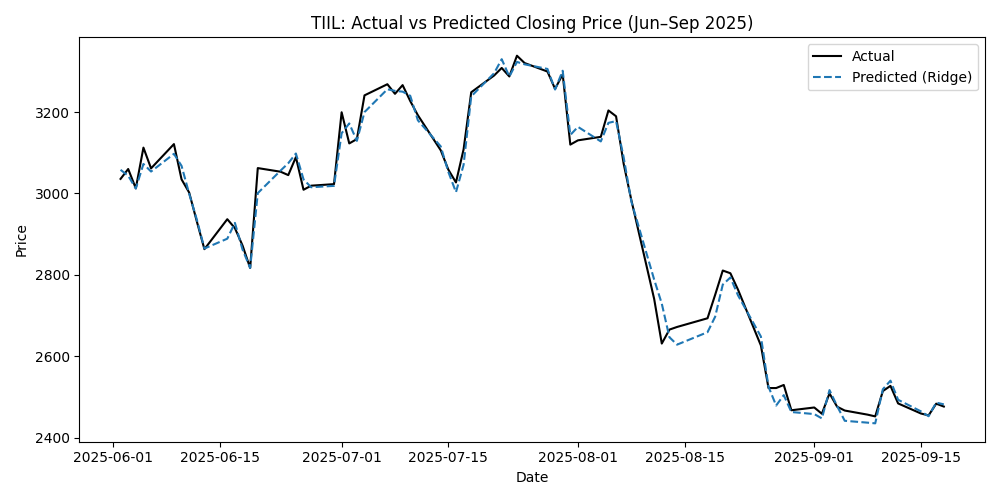 TIIL: Actual vs Predicted Closing Price (Jun–Sep 2025)
Actual
Predicted (Ridge)
Price
3200
3000
2800
2600
2400
2025-06-01 2025-06-15 2025-07-01 2025-07-15 2025-08-01 2025-08-15 2025-09-01 2025-09-15
Date